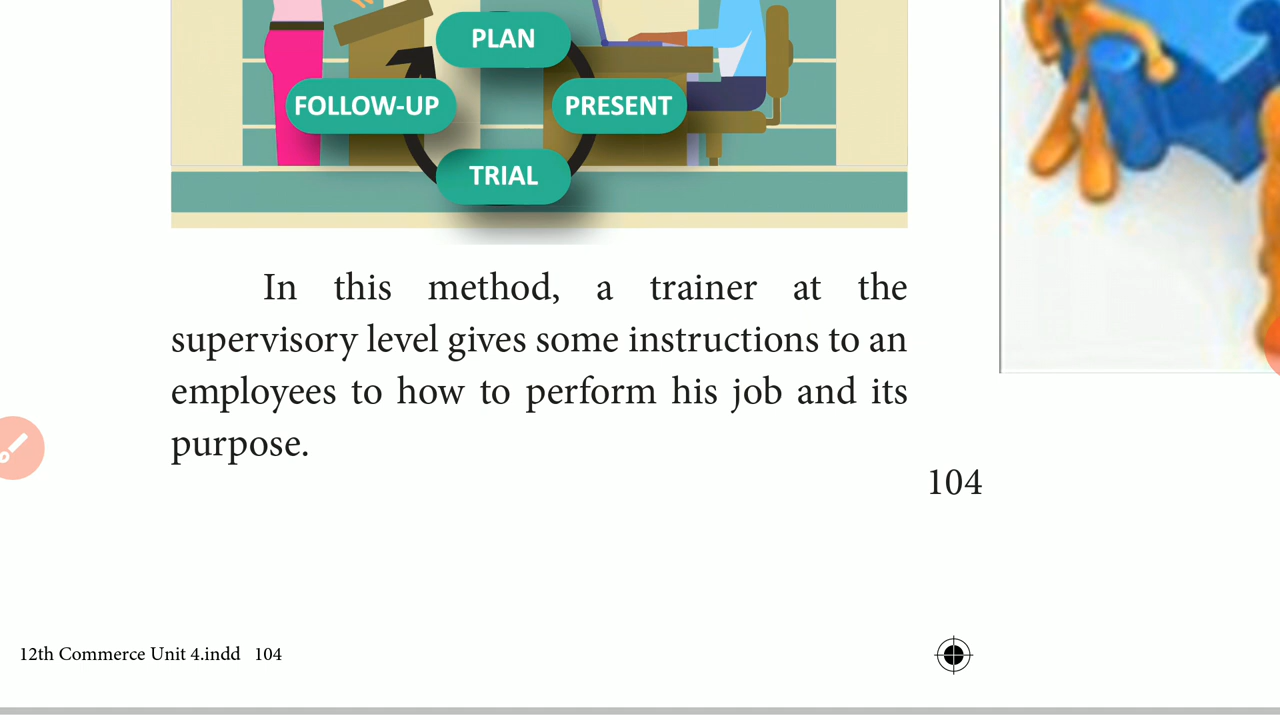 PLAN
FOLLOW-UP
PRESENT
TRIAL
In this method, a trainer at the
supervisory level gives some instructions to an
employees to how to perform his job and its
purpose.
104
12th Commerce Unit 4.indd 104